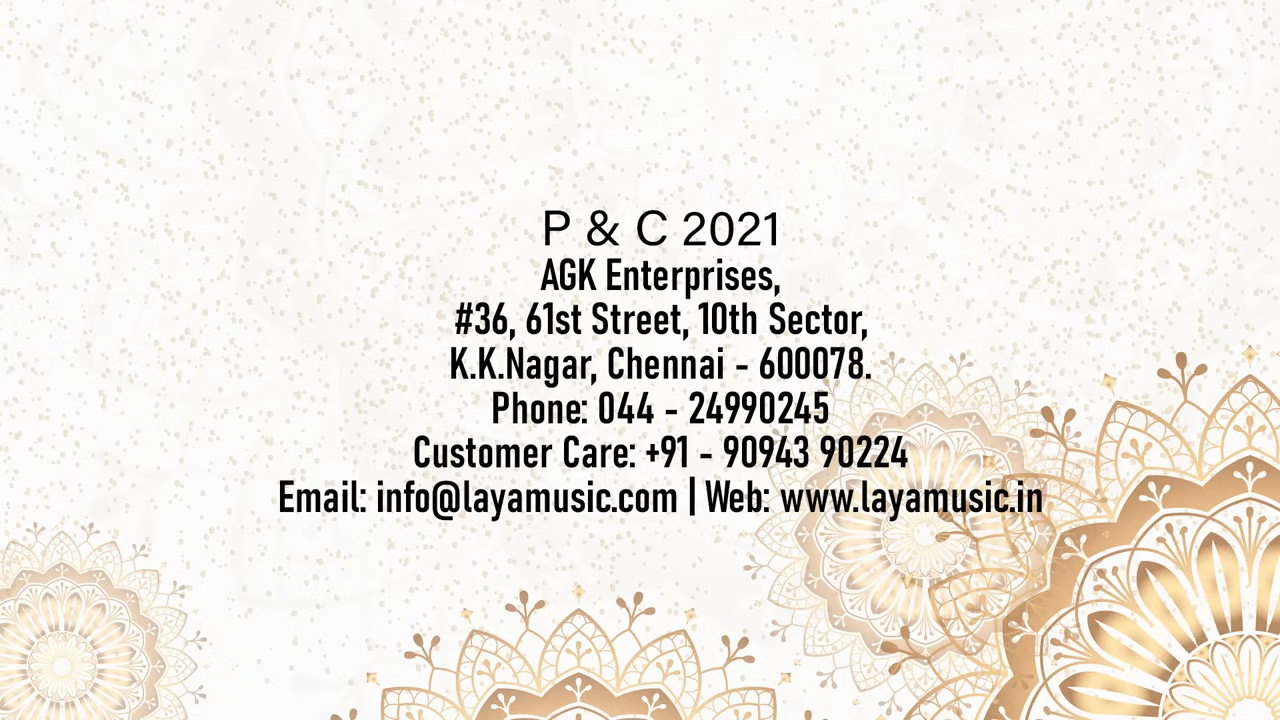 P & C 2021
AGK Enterprises,
#36, 61st Street, 10th Sector,
K.K.Nagar, Chennai - 600078.
Phone: 044 - 24990245
Customer Care: +91 - 90943 90224
Email: info@layamusic.com | Web: www.layamusic.in